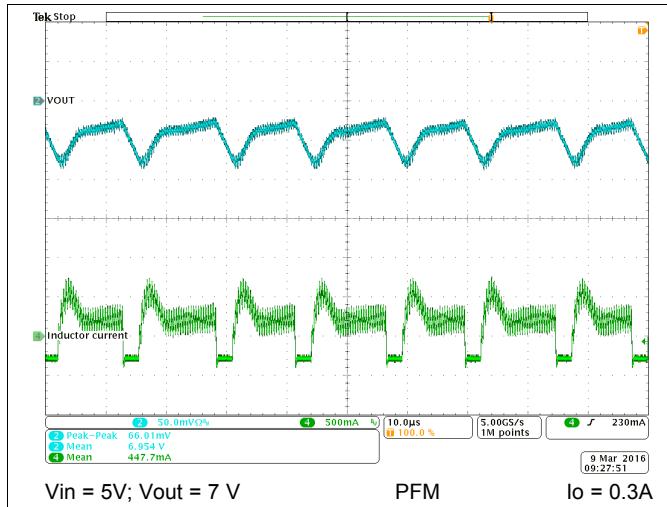 Tek Stop
T
2 VOUT
4 Inductor current
2 50.0mVΩ 4 500mA
10.0µs
T 100.0 %
5.00GS/s
1M points
4 230mA
2 Peak-Peak 66.01mV
2 Mean 6.954 V
4 Mean 447.7mA
9 Mar 2016
09:27:51
Vin = 5V; Vout = 7 V PFM Io = 0.3A